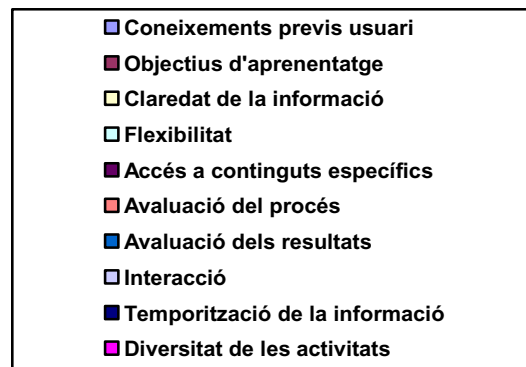 Coneixements previs usuari
Objectius d'aprenentatge
Claredat de la informació
Flexibilitat
Accés a continguts específics
Avaluació del procés
Avaluació dels resultats
Interacció
Temporització de la informació
Diversitat de les activitats